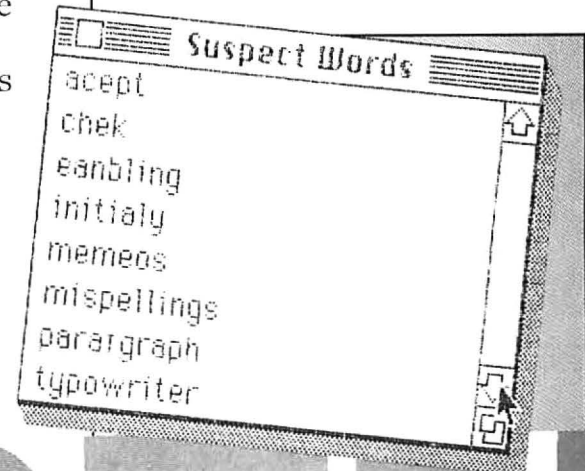 e
s
Suspect Words
acept
chek
eanbling
initialy
memeos
mispellings
parargraph
typowriter